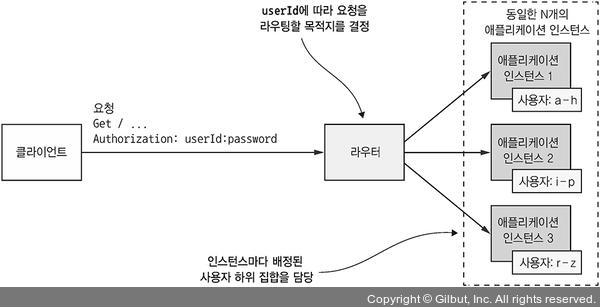 userId에 따라 요청을
라우팅할 목적지를 결정
동일한 N개의
애플리케이션 인스턴스
애플리케이션
인스턴스 1
사용자: a-h
요청
Get / ...
Authorization: userId:password
클라이언트
라우터
애플리케이션
인스턴스 2
사용자: i-p
애플리케이션
인스턴스 3
사용자: r-z
인스턴스마다 배정된
사용자 하위 집합을 담당
Copyright © Gilbut, Inc. All rights reserved.